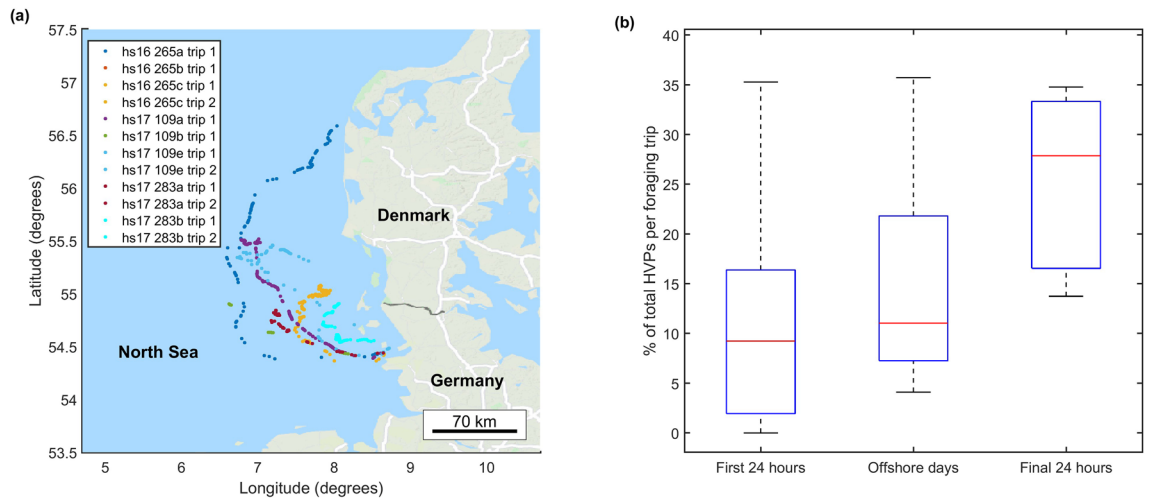 (a)
57.5
57
56.5
56
55.5
55
54.5
54
53.5
Latitude (degrees)
hs16 265a trip 1
hs16 265b trip 1
hs16 265c trip 1
hs16 265c trip 2
hs17 109a trip 1
hs17 109b trip 1
hs17 109e trip 1
hs17 109e trip 2
hs17 283a trip 1
hs17 283a trip 2
hs17 283b trip 1
hs17 283b trip 2
Denmark
North Sea
Germany
70 km
5 6 7 8 9 10
Longitude (degrees)
(b)
40
35
30
25
20
15
10
5
0
% of total HVPs per foraging trip
First 24 hours Offshore days Final 24 hours